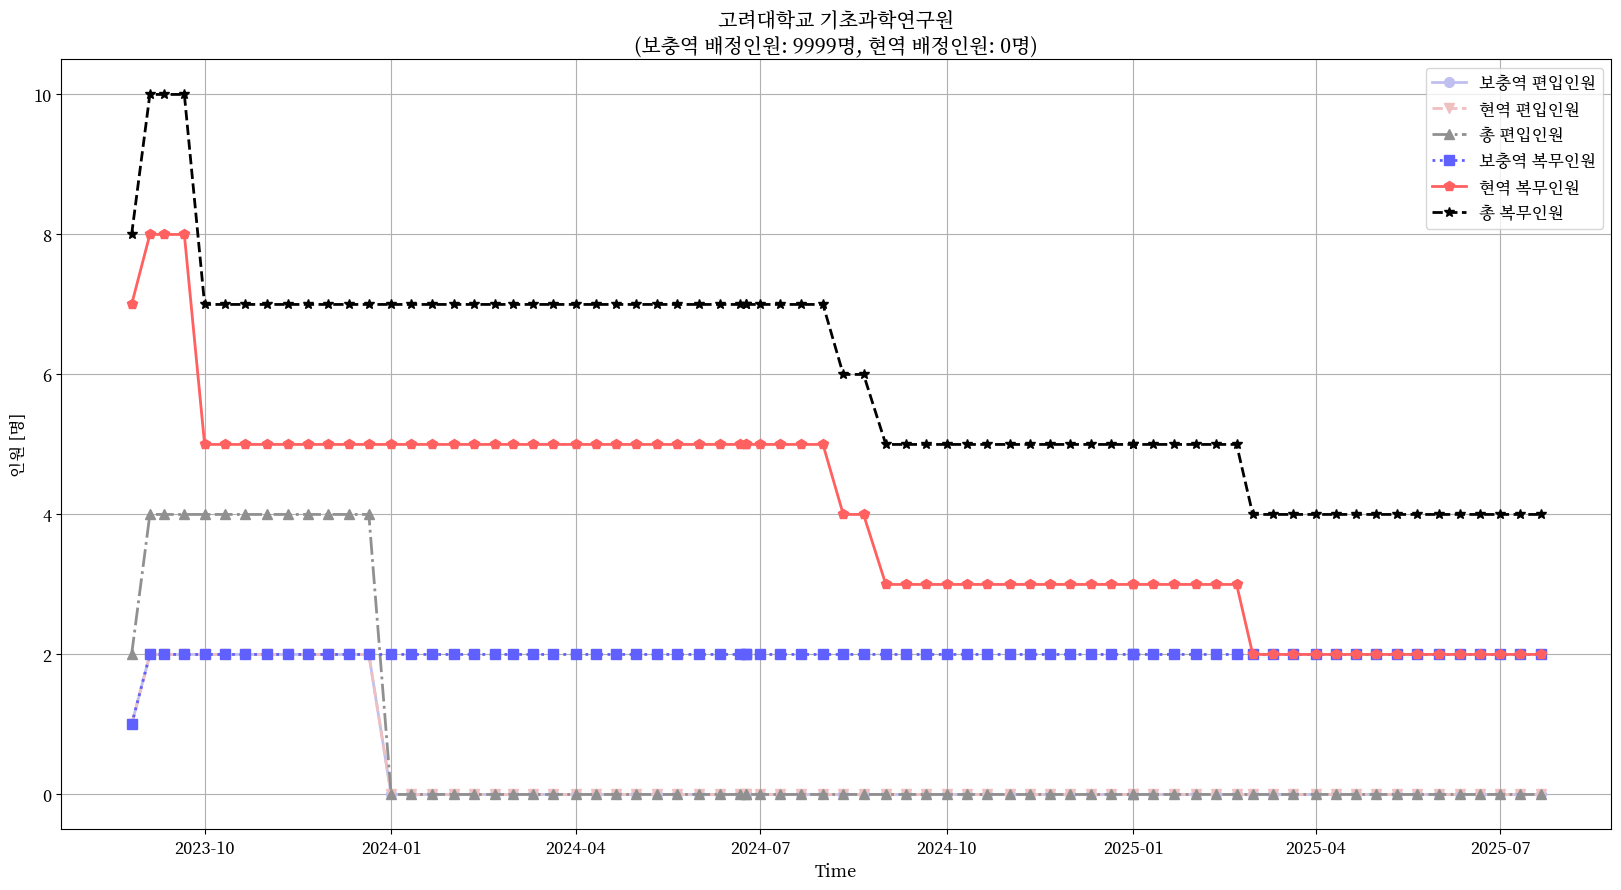 고려대학교 기초과학연구원
(보충역 배정인원: 9999명, 현역 배정인원: 0명)
보충역 편입인원
현역 편입인원
총 편입인원
보충역 복무인원
현역 복무인원
총 복무인원
인원 [명]
10
8
6
4
2
0
2023-10
2024-01
2024-04
2024-07
2024-10
2025-01
2025-04
2025-07
Time